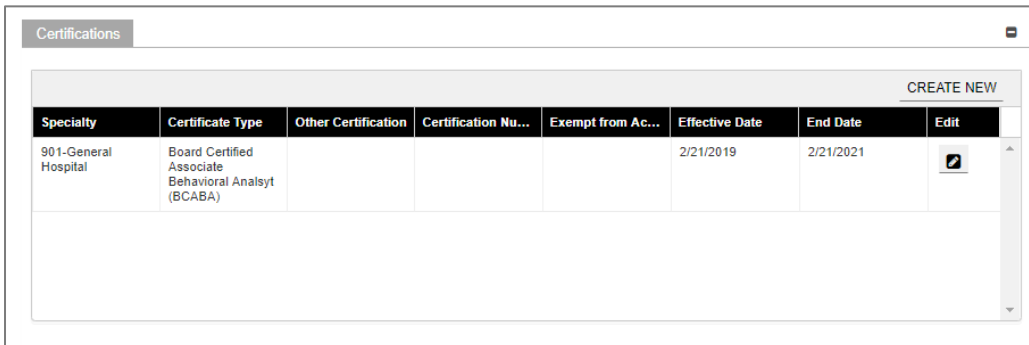 Certifications
CREATE NEW
Specialty Certificate Type Other Certification Certification Nu... Exempt from Ac... Effective Date End Date Edit
901-General Board Certified 2/21/2019 2/21/2021
Hospital Associate
Behavioral Analsyt
(BCABA)